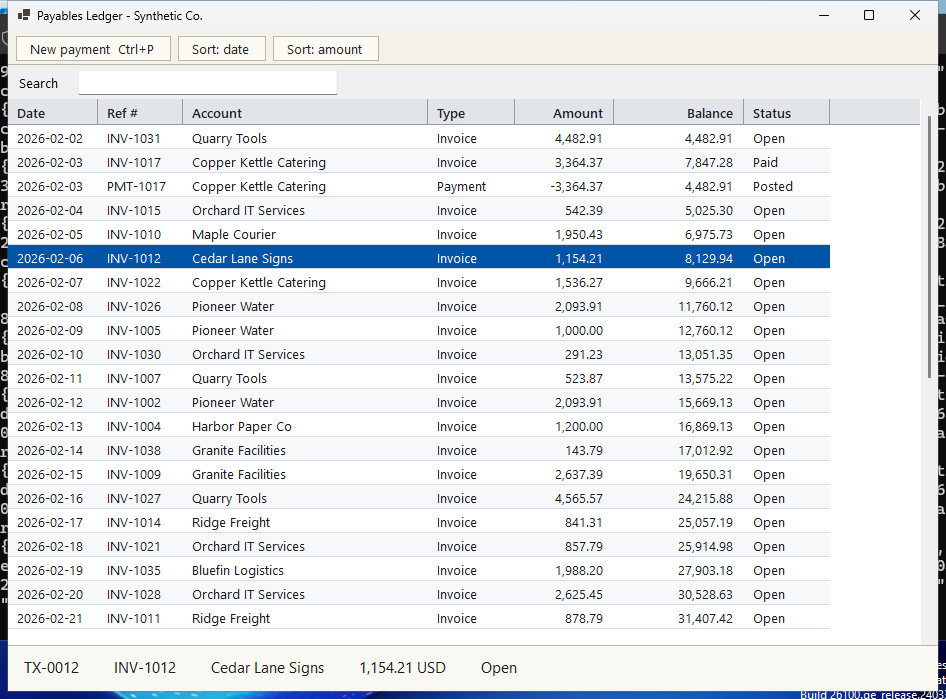 Payables Ledger - Synthetic Co.
New payment Ctrl+P Sort: date Sort: amount
Search
Date Ref # Account Type Amount Balance Status
2026-02-02 INV-1031 Quarry Tools Invoice 4,482.91 4,482.91 Open
2026-02-03 INV-1017 Copper Kettle Catering Invoice 3,364.37 7,847.28 Paid
2026-02-03 PMT-1017 Copper Kettle Catering Payment -3,364.37 4,482.91 Posted
2026-02-04 INV-1015 Orchard IT Services Invoice 542.39 5,025.30 Open
2026-02-05 INV-1010 Maple Courier Invoice 1,950.43 6,975.73 Open
2026-02-06 INV-1012 Cedar Lane Signs Invoice 1,154.21 8,129.94 Open
2026-02-07 INV-1022 Copper Kettle Catering Invoice 1,536.27 9,666.21 Open
2026-02-08 INV-1026 Pioneer Water Invoice 2,093.91 11,760.12 Open
2026-02-09 INV-1005 Pioneer Water Invoice 1,000.00 12,760.12 Open
2026-02-10 INV-1030 Orchard IT Services Invoice 291.23 13,051.35 Open
2026-02-11 INV-1007 Quarry Tools Invoice 523.87 13,575.22 Open
2026-02-12 INV-1002 Pioneer Water Invoice 2,093.91 15,669.13 Open
2026-02-13 INV-1004 Harbor Paper Co Invoice 1,200.00 16,869.13 Open
2026-02-14 INV-1038 Granite Facilities Invoice 143.79 17,012.92 Open
2026-02-15 INV-1009 Granite Facilities Invoice 2,637.39 19,650.31 Open
2026-02-16 INV-1027 Quarry Tools Invoice 4,565.57 24,215.88 Open
2026-02-17 INV-1014 Ridge Freight Invoice 841.31 25,057.19 Open
2026-02-18 INV-1021 Orchard IT Services Invoice 857.79 25,914.98 Open
2026-02-19 INV-1035 Bluefin Logistics Invoice 1,988.20 27,903.18 Open
2026-02-20 INV-1028 Orchard IT Services Invoice 2,625.45 30,528.63 Open
2026-02-21 INV-1011 Ridge Freight Invoice 878.79 31,407.42 Open
TX-0012 INV-1012 Cedar Lane Signs 1,154.21 USD Open
Build 26100.ge_release.2403